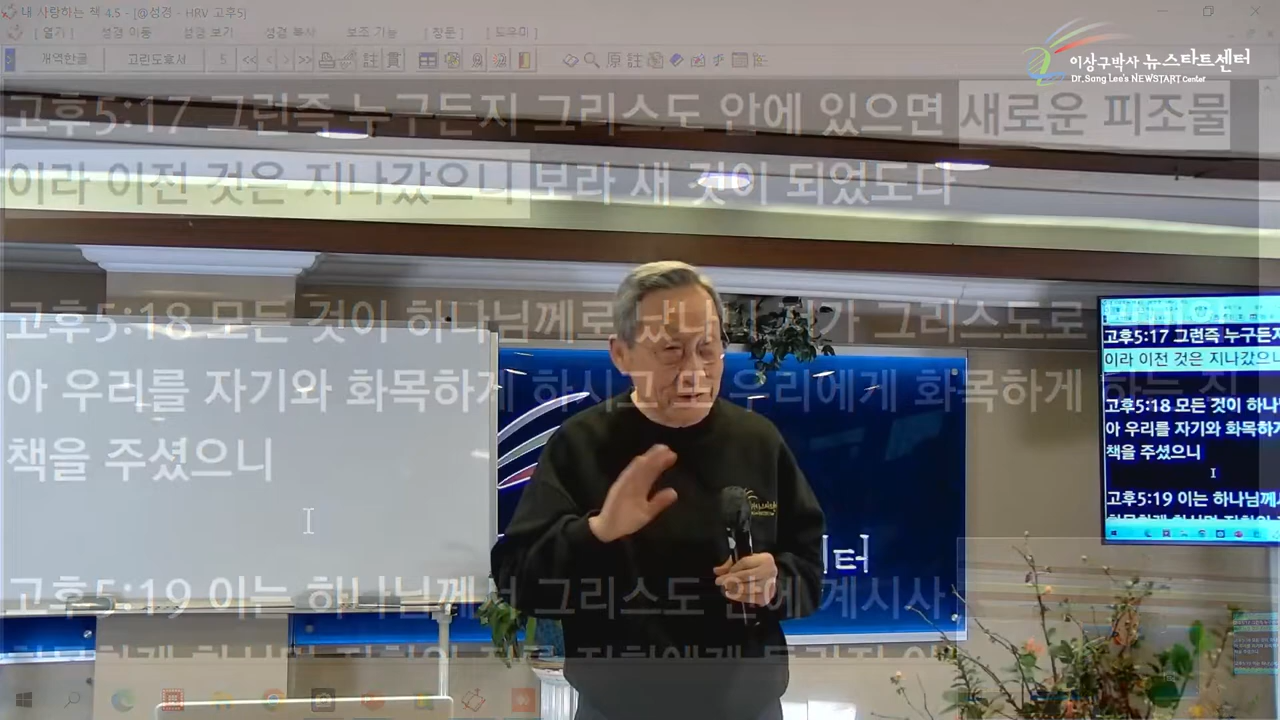 내 사랑하는 책 4.5 - [@성경 - HRV 고후5]
[ 열기 ] 성경 이동 성경 보기 성경 복사 보조 기능 [ 창문 ] [ 도우미 ]
개역한글 고린도후서 5 << < > >>
이상구박사 뉴스타트센터
Dr. Sang Lee's NEWSTART Center
고후5:17 그런즉 누구든지 그리스도 안에 있으면 새로운 피조물
이라 이전 것은 지나갔으니 보라 새 것이 되었도다
고후5:18 모든 것이 하나님께로 났나니 그리스도로
아 우리를 자기와 화목하게 하시고 또 우리에게 화목하게 하는 직
책을 주셨으니
고후5:19 이는 하나님께서 그리스도 안에 계시사
고후5:17 그런즉 누구든지
이라 이전 것은 지나갔으니
고후5:18 모든 것이 하나
아 우리를 자기와 화목하
책을 주셨으니
고후5:19 이는 하나님께
터